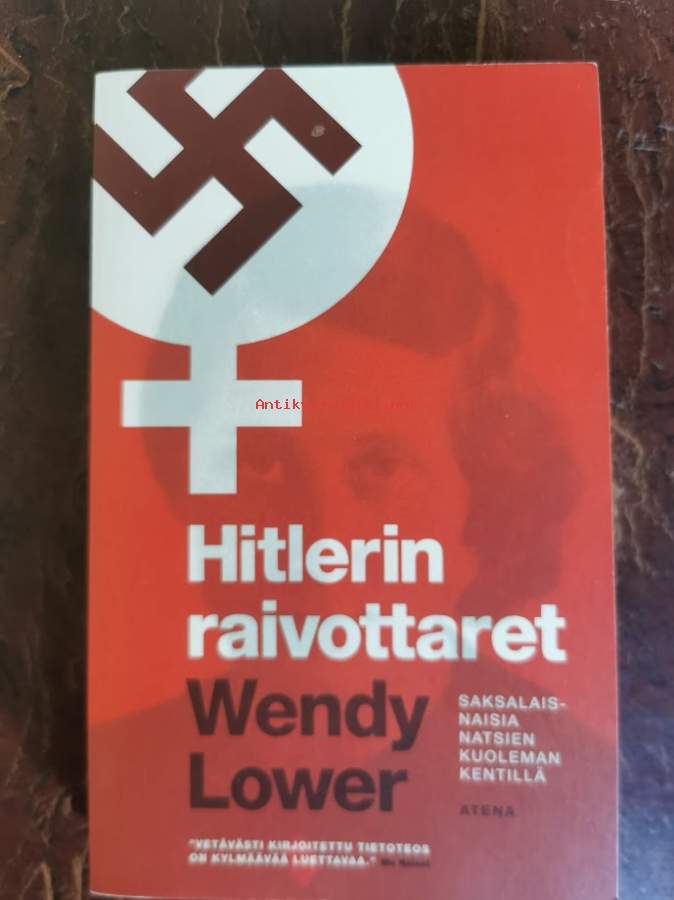 Hitlerin
raivottaret
Wendy
Lower
SAKSALAIS-
NAISIA
NATSIEN
KUOLEMAN
KENTILLÄ
ATENA
"VETÄVÄSTI KIRJOITETTU TIETOTEOS
ON KYLMÄÄVÄÄ LUETTAVAA."